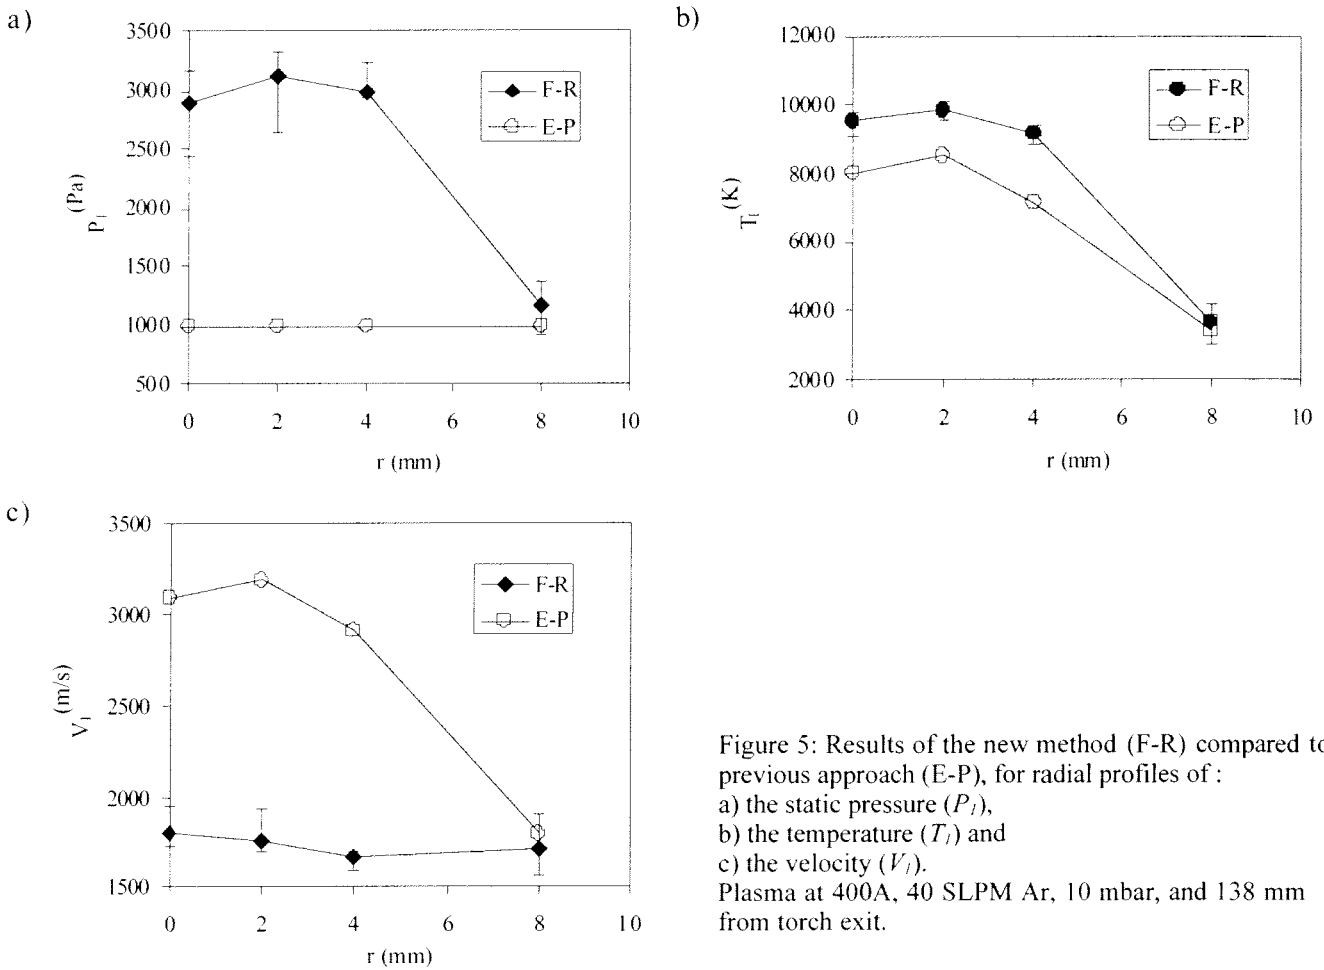 a)
3500
3000
2500
2000
1500
1000
500
P1 (Pa)
F-R
E-P
0 2 4 6 8 10
r (mm)
b)
12000
10000
8000
6000
4000
2000
T1 (K)
F-R
E-P
0 2 4 6 8 10
r (mm)
c)
3500
3000
2500
2000
1500
V1 (m/s)
F-R
E-P
0 2 4 6 8 10
r (mm)
Figure 5: Results of the new method (F-R) compared to
previous approach (E-P), for radial profiles of :
a) the static pressure (P1),
b) the temperature (T1) and
c) the velocity (V1).
Plasma at 400A, 40 SLPM Ar, 10 mbar, and 138 mm
from torch exit.